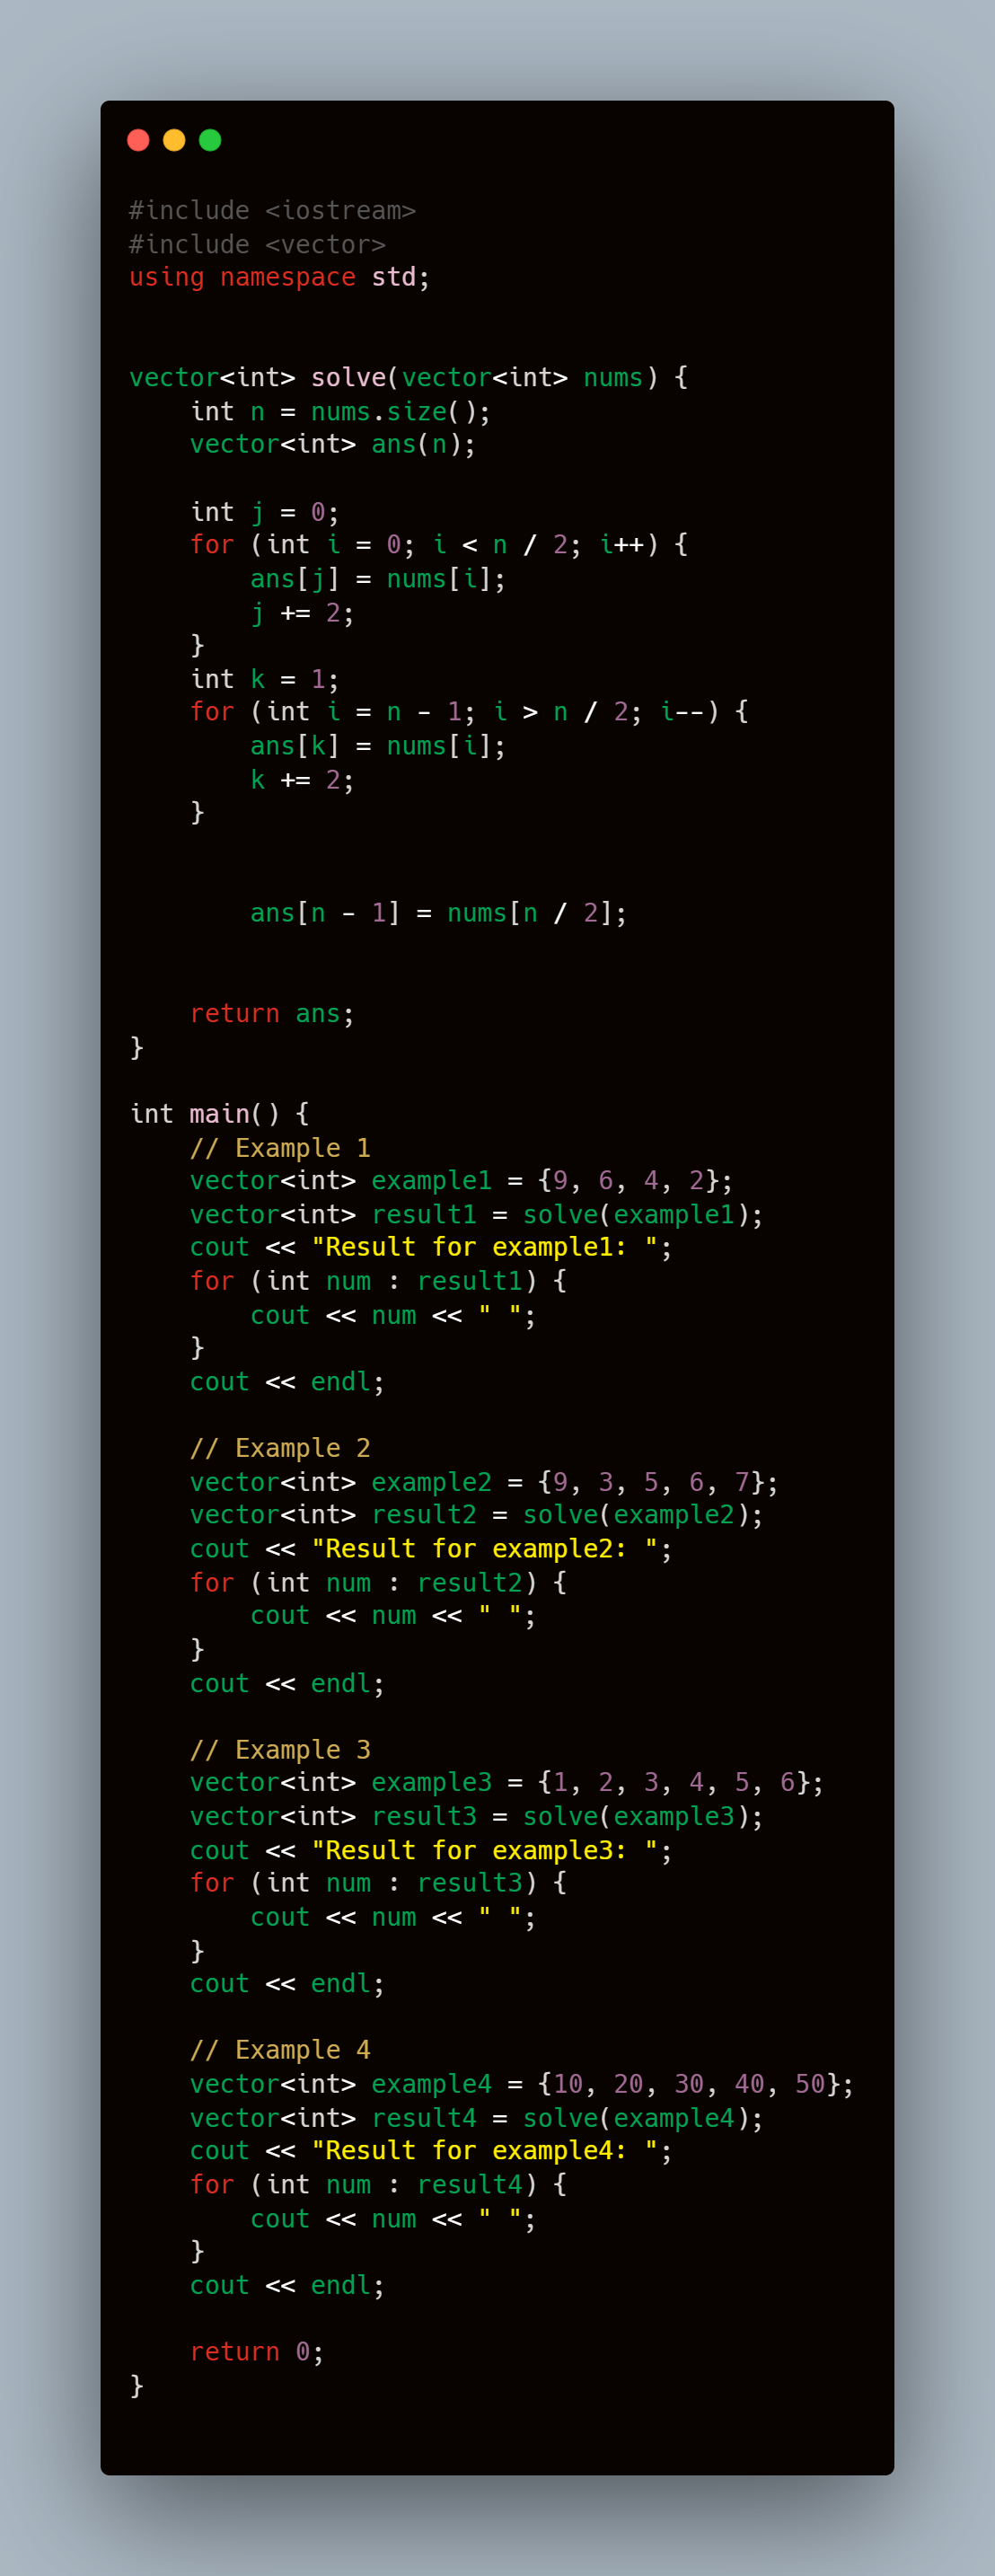 #include <iostream>
#include <vector>
using namespace std;
vector<int> solve(vector<int> nums) {
    int n = nums.size();
    vector<int> ans(n);
    int j = 0;
    for (int i = 0; i < n / 2; i++) {
        ans[j] = nums[i];
        j += 2;
    }
    int k = 1;
    for (int i = n - 1; i > n / 2; i--) {
        ans[k] = nums[i];
        k += 2;
    }
        ans[n - 1] = nums[n / 2];
    return ans;
}
int main() {
    // Example 1
    vector<int> example1 = {9, 6, 4, 2};
    vector<int> result1 = solve(example1);
    cout << "Result for example1: ";
    for (int num : result1) {
        cout << num << " ";
    }
    cout << endl;
    // Example 2
    vector<int> example2 = {9, 3, 5, 6, 7};
    vector<int> result2 = solve(example2);
    cout << "Result for example2: ";
    for (int num : result2) {
        cout << num << " ";
    }
    cout << endl;
    // Example 3
    vector<int> example3 = {1, 2, 3, 4, 5, 6};
    vector<int> result3 = solve(example3);
    cout << "Result for example3: ";
    for (int num : result3) {
        cout << num << " ";
    }
    cout << endl;
    // Example 4
    vector<int> example4 = {10, 20, 30, 40, 50};
    vector<int> result4 = solve(example4);
    cout << "Result for example4: ";
    for (int num : result4) {
        cout << num << " ";
    }
    cout << endl;
    return 0;
}